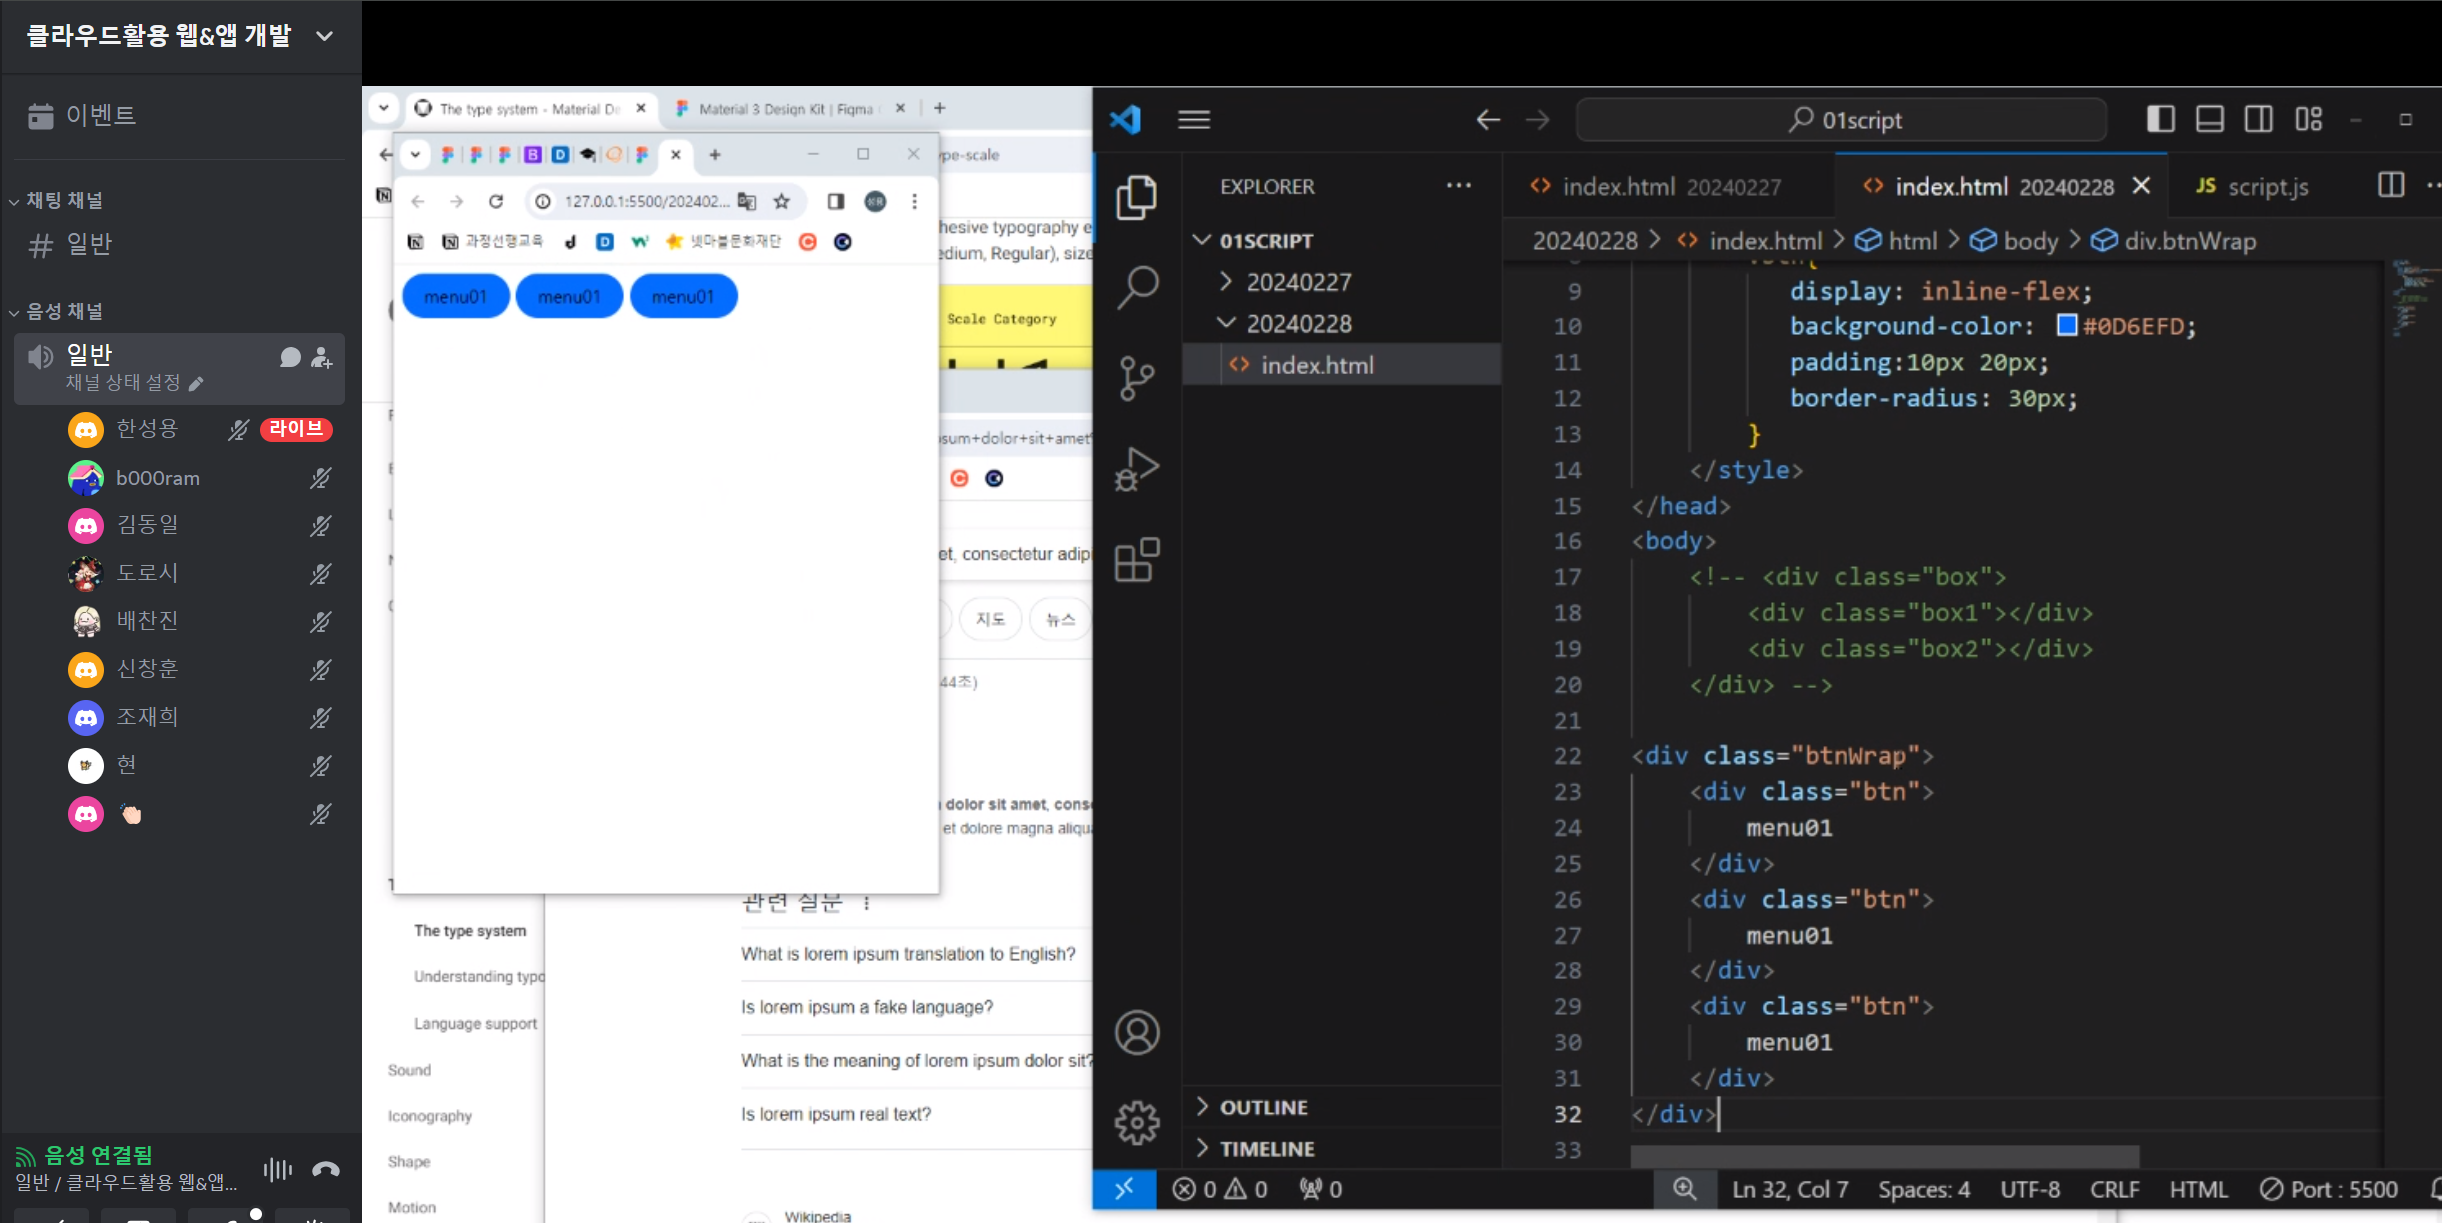 클라우드활용 웹&앱 개발
이벤트
채팅 채널
일반
음성 채널
일반
채널 상태 설정
한성용
라이브
b000ram
김동일
도로시
배찬진
신창훈
조재희
현
음성 연결됨
일반 / 클라우드활용 웹&앱...
The type system - Material De
Material 3 Design Kit | Figma
ype-scale
127.0.0.1:5500/202402...
과정선행교육
넷마블문화재단
menu01 menu01 menu01
hesive typography e
edium, Regular), size
Scale Category
psum+dolor+sit+amet
et, consectetur adip
지도
뉴스
44조)
dolor sit amet, conse
et dolore magna aliqua
관련 질문
What is lorem ipsum translation to English?
Is lorem ipsum a fake language?
What is the meaning of lorem ipsum dolor sit?
Is lorem ipsum real text?
Wikipedia
The type system
Understanding typo
Language support
Sound
Iconography
Shape
Motion
01script
EXPLORER
01SCRIPT
20240227
20240228
index.html
OUTLINE
TIMELINE
index.html 20240227
index.html 20240228
JS script.js
20240228 > index.html > html > body > div.btnWrap
9 display: inline-flex;
10 background-color: #0D6EFD;
11 padding:10px 20px;
12 border-radius: 30px;
13 }
14 </style>
15 </head>
16 <body>
17 <!-- <div class="box">
18 <div class="box1"></div>
19 <div class="box2"></div>
20 </div> -->
21
22 <div class="btnWrap">
23 <div class="btn">
24 menu01
25 </div>
26 <div class="btn">
27 menu01
28 </div>
29 <div class="btn">
30 menu01
31 </div>
32 </div>
33
0 0 0
Ln 32, Col 7 Spaces: 4 UTF-8 CRLF HTML Port : 5500